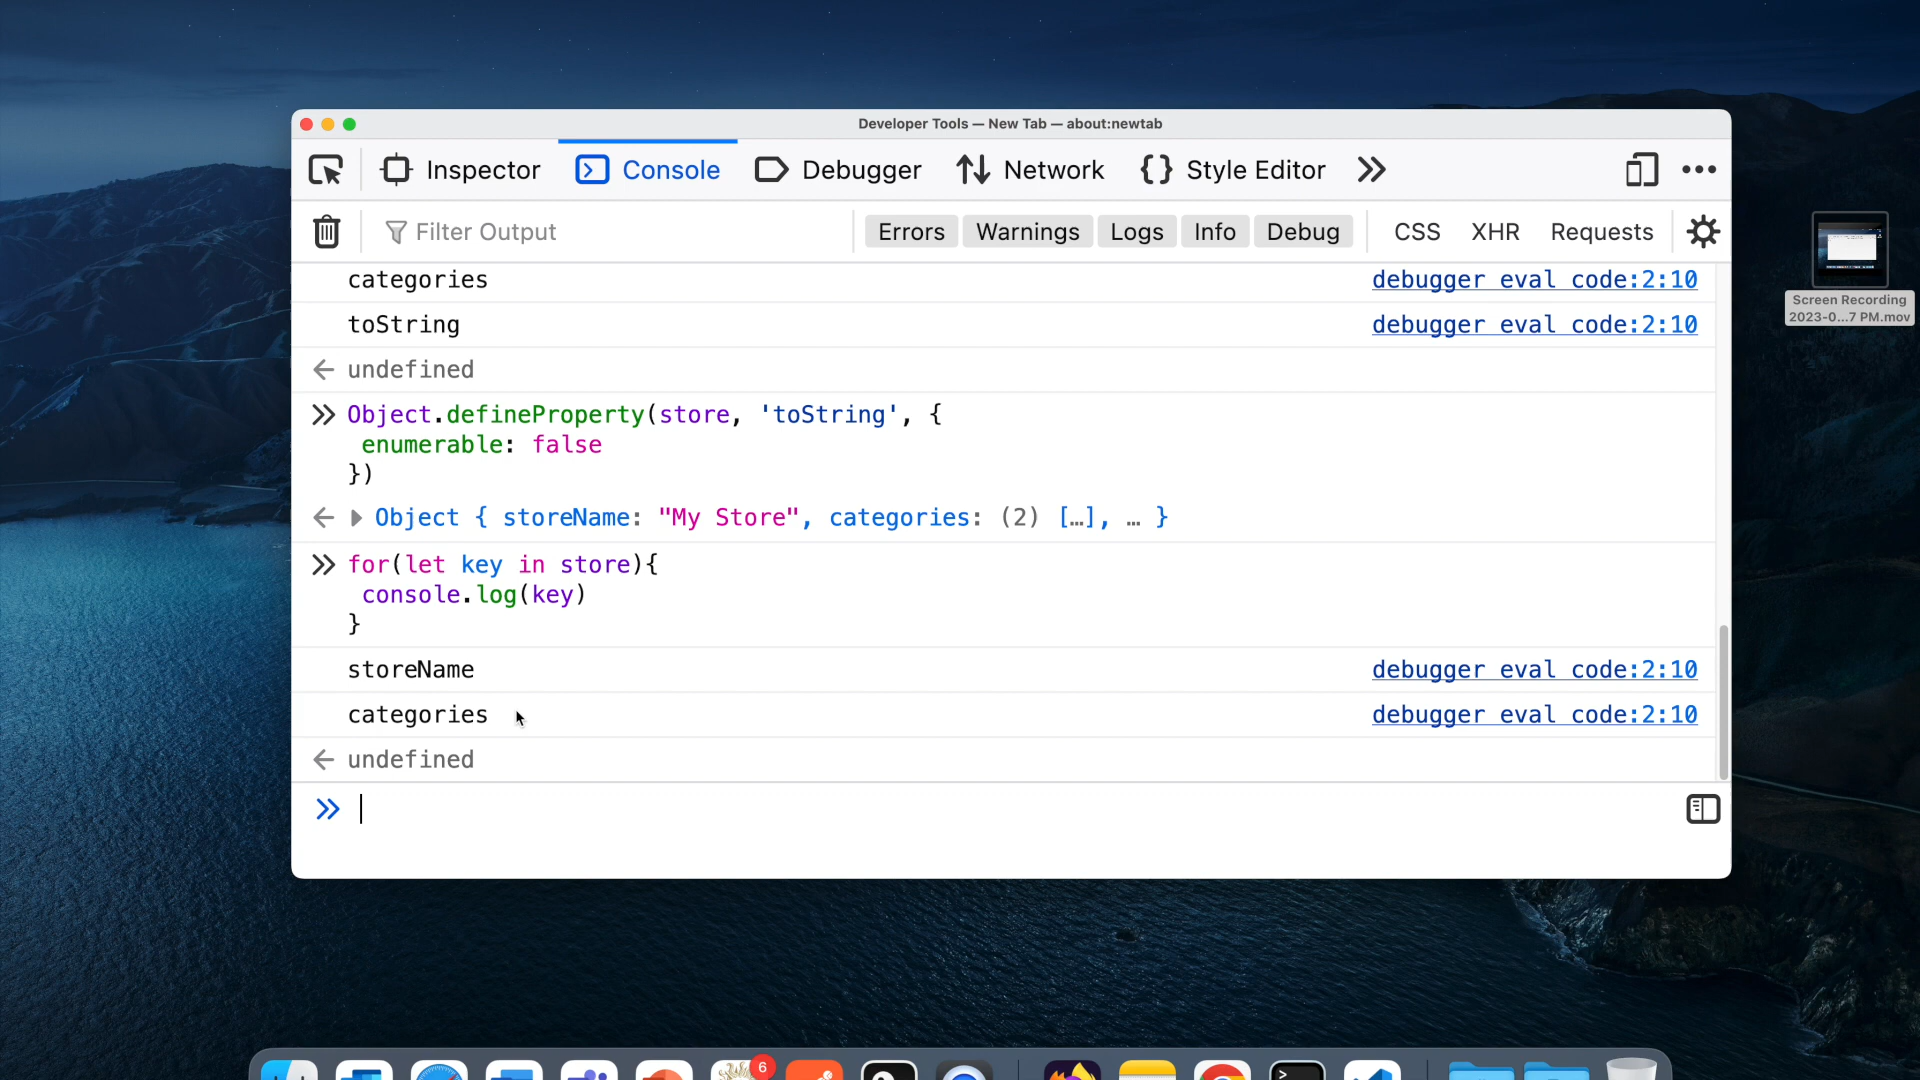 Developer Tools — New Tab — about:newtab
Inspector Console Debugger Network Style Editor
Filter Output Errors Warnings Logs Info Debug CSS XHR Requests
categories debugger eval code:2:10
toString debugger eval code:2:10
undefined
Object.defineProperty(store, 'toString', {
enumerable: false
})
Object { storeName: "My Store", categories: (2) […], … }
for(let key in store){
console.log(key)
}
storeName debugger eval code:2:10
categories debugger eval code:2:10
undefined
Screen Recording
2023-0...7 PM.mov
6